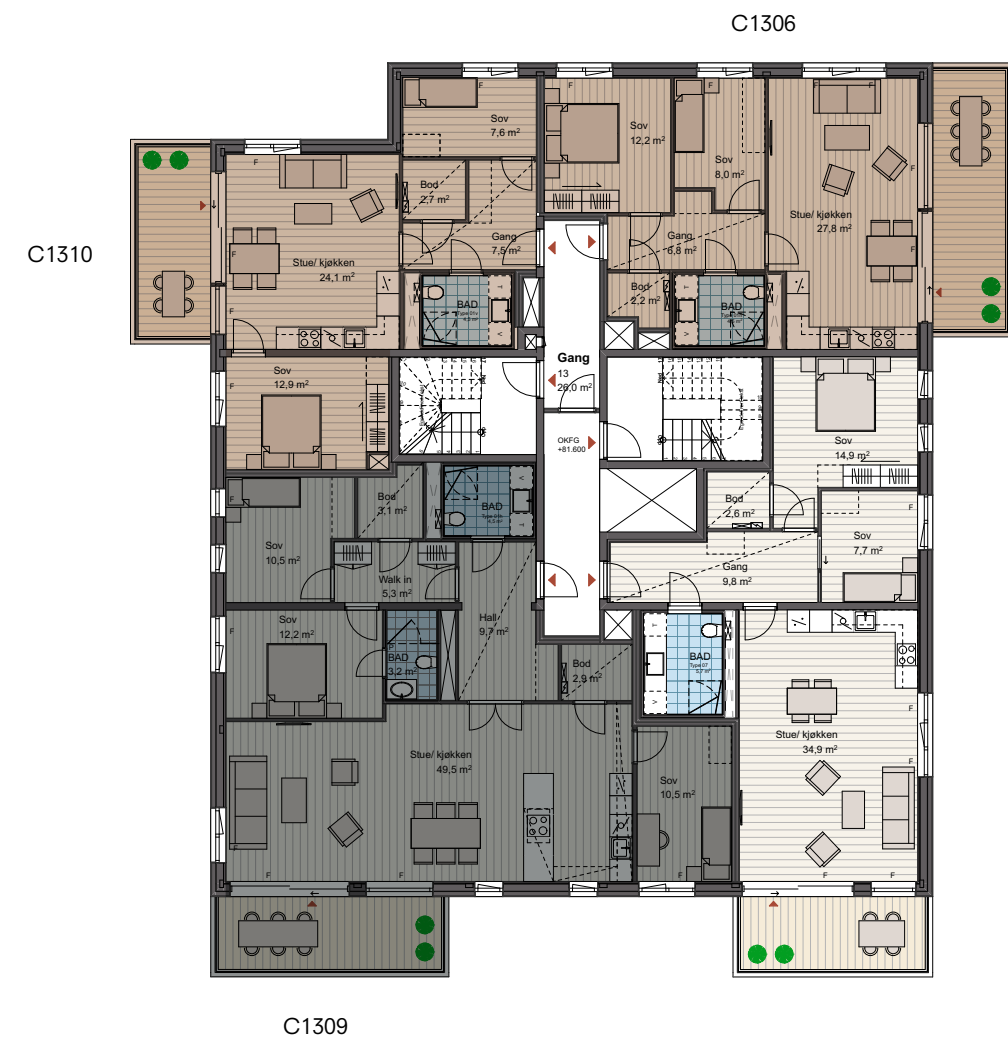 C1306
C1310
C1309
Sov
7,6 m²
Sov
12,2 m²
Sov
8,0 m²
Stue/ kjøkken
27,8 m²
Bod
2,7 m²
Gang
7,5 m²
Stue/ kjøkken
24,1 m²
Gang
6,8 m²
Bod
2,2 m²
BAD
BAD
Gang
13
26,0 m²
OKFG
+81.600
Sov
12,9 m²
Sov
14,9 m²
Bod
3,1 m²
BAD
Bod
2,6 m²
Sov
7,7 m²
Sov
10,5 m²
Walk in
5,3 m²
Gang
9,8 m²
Sov
12,2 m²
Hall
9,7 m²
BAD
3,2 m²
Bod
2,9 m²
BAD
Type 07
Stue/ kjøkken
34,9 m²
Stue/ kjøkken
49,5 m²
Sov
10,5 m²